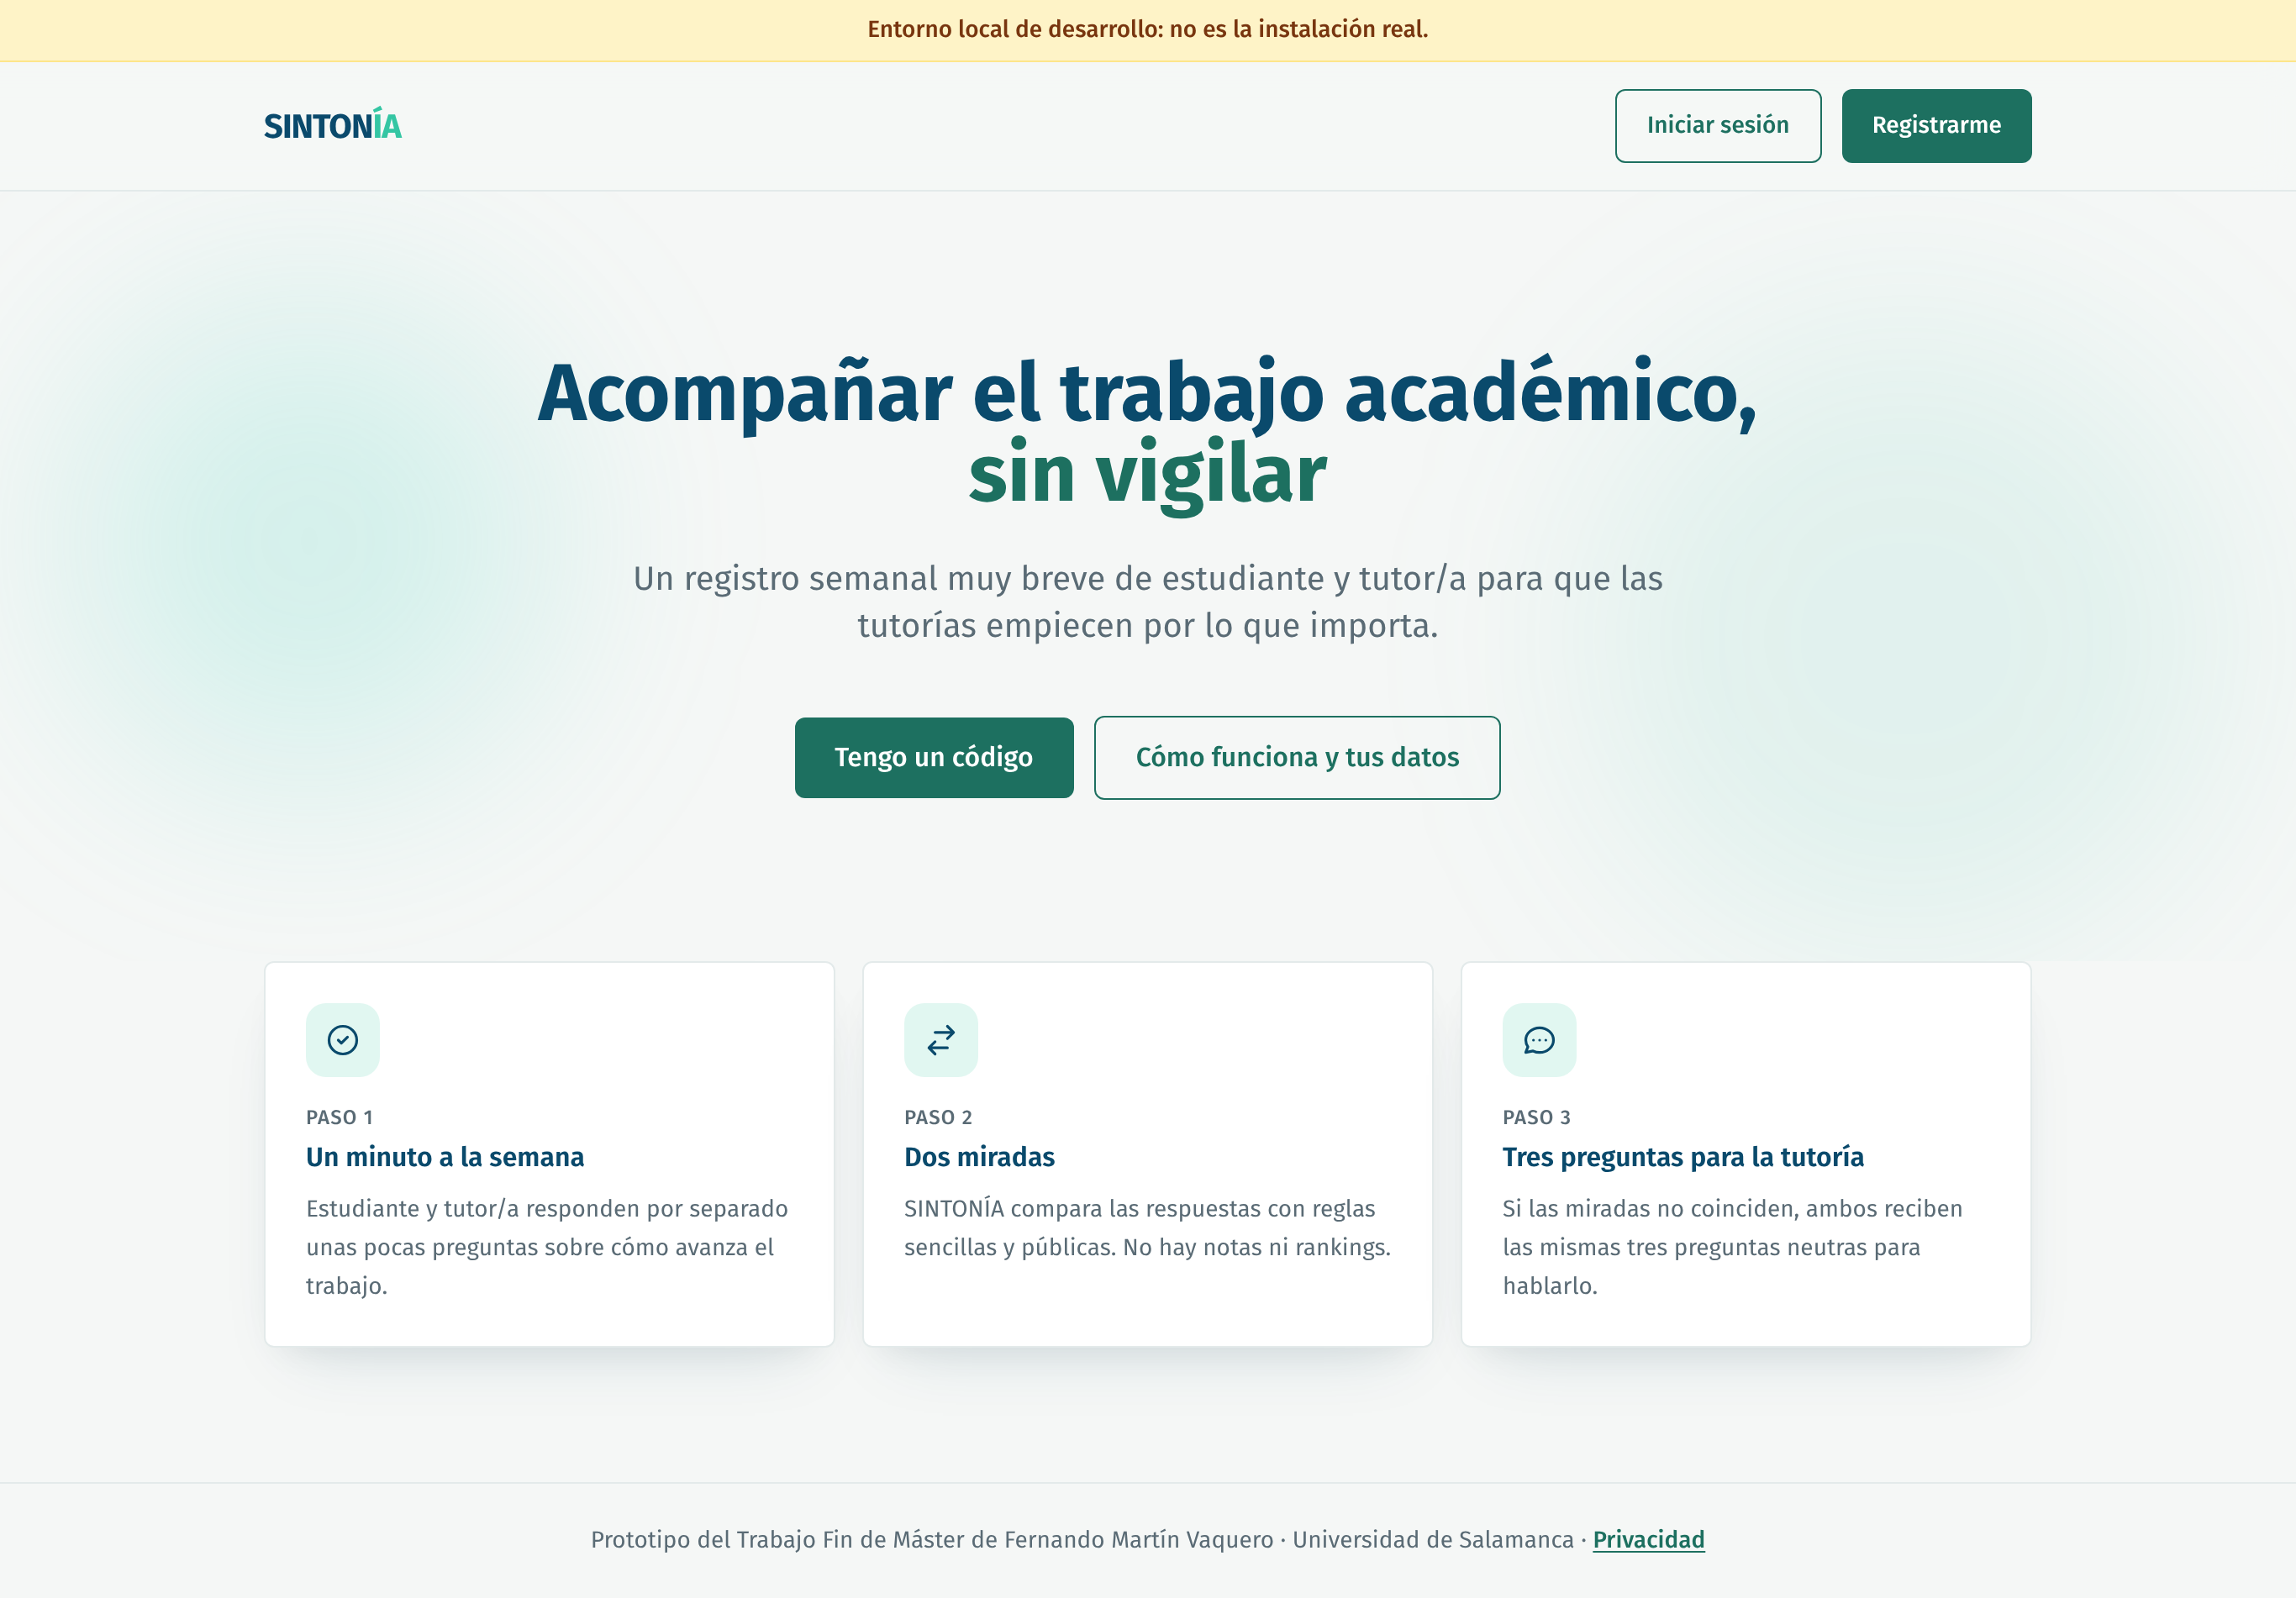 Entorno local de desarrollo: no es la instalación real.
SINTONÍA
Iniciar sesión
Registrarme
Acompañar el trabajo académico,
sin vigilar
Un registro semanal muy breve de estudiante y tutor/a para que las
tutorías empiecen por lo que importa.
Tengo un código
Cómo funciona y tus datos
PASO 1
Un minuto a la semana
Estudiante y tutor/a responden por separado
unas pocas preguntas sobre cómo avanza el
trabajo.
PASO 2
Dos miradas
SINTONÍA compara las respuestas con reglas
sencillas y públicas. No hay notas ni rankings.
PASO 3
Tres preguntas para la tutoría
Si las miradas no coinciden, ambos reciben
las mismas tres preguntas neutras para
hablarlo.
Prototipo del Trabajo Fin de Máster de Fernando Martín Vaquero · Universidad de Salamanca · Privacidad